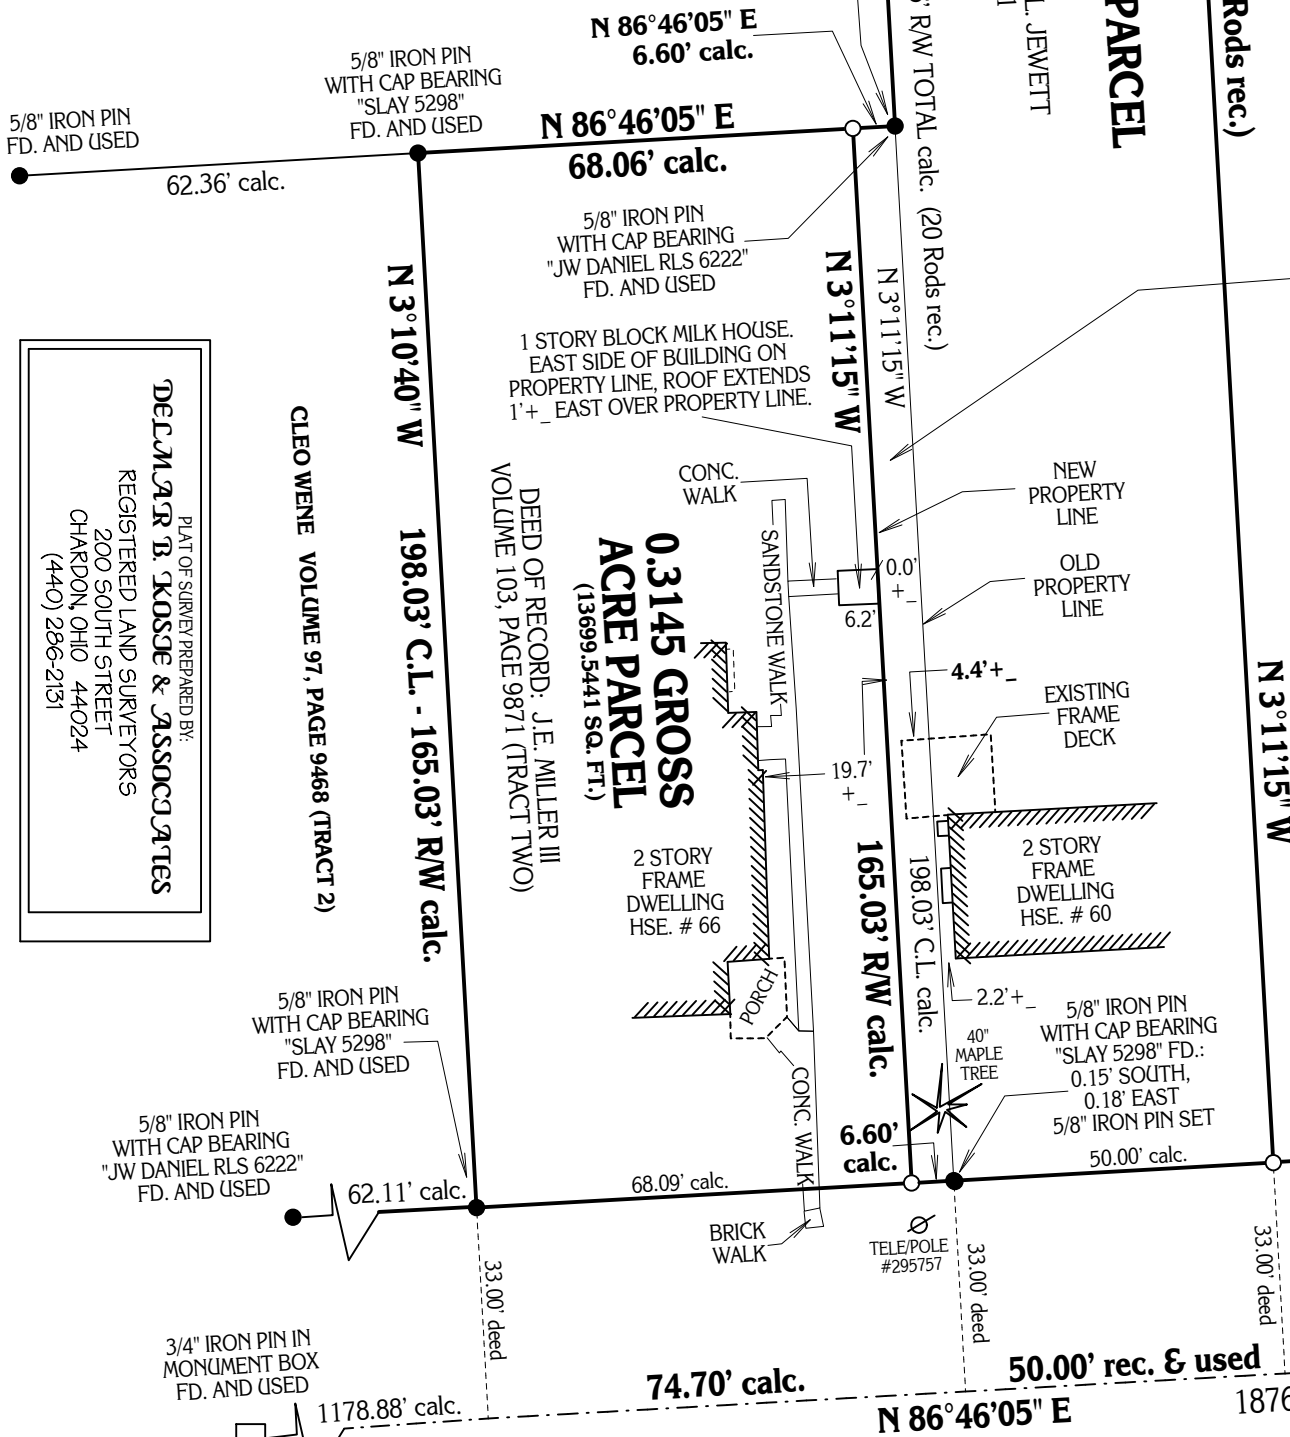 N 86°46'05" E
6.60' calc.
5/8" IRON PIN
WITH CAP BEARING
"SLAY 5298"
FD. AND USED
5/8" IRON PIN
FD. AND USED
N 86°46'05" E
68.06' calc.
62.36' calc.
R/W TOTAL calc. (20 Rods rec.)
L. JEWETT
PARCEL
Rods rec.)
5/8" IRON PIN
WITH CAP BEARING
"JW DANIEL RLS 6222"
FD. AND USED
N 3°10'40" W
198.03' C.L. - 165.03' R/W calc.
N 3°11'15" W
N 3°11'15" W
1 STORY BLOCK MILK HOUSE.
EAST SIDE OF BUILDING ON
PROPERTY LINE, ROOF EXTENDS
1'+_ EAST OVER PROPERTY LINE.
PLAT OF SURVEY PREPARED BY:
DELMAR B. KOSIE & ASSOCIATES
REGISTERED LAND SURVEYORS
200 SOUTH STREET
CHARDON, OHIO 44024
(440) 286-2131
CLEO WENE VOLUME 97, PAGE 9468 (TRACT 2)
DEED OF RECORD: J.E. MILLER III
VOLUME 103, PAGE 9871 (TRACT TWO)
0.3145 GROSS
ACRE PARCEL
(13699.5441 SQ. FT.)
CONC.
WALK
SANDSTONE WALK
NEW
PROPERTY
LINE
OLD
PROPERTY
LINE
0.0'
+_
6.2'
4.4'+_
EXISTING
FRAME
DECK
19.7'
+_
N 3°11'15" W
2 STORY
FRAME
DWELLING
HSE. # 66
2 STORY
FRAME
DWELLING
HSE. # 60
165.03' R/W calc.
198.03' C.L. calc.
PORCH
2.2'+_
40"
MAPLE
TREE
5/8" IRON PIN
WITH CAP BEARING
"SLAY 5298" FD.:
0.15' SOUTH,
0.18' EAST
5/8" IRON PIN SET
5/8" IRON PIN
WITH CAP BEARING
"SLAY 5298"
FD. AND USED
5/8" IRON PIN
WITH CAP BEARING
"JW DANIEL RLS 6222"
FD. AND USED
CONC. WALK
6.60'
calc.
62.11' calc.
68.09' calc.
50.00' calc.
BRICK
WALK
TELE/POLE
#295757
33.00' deed
33.00' deed
33.00' deed
3/4" IRON PIN IN
MONUMENT BOX
FD. AND USED
1178.88' calc.
74.70' calc.
50.00' rec. & used
N 86°46'05" E
1876